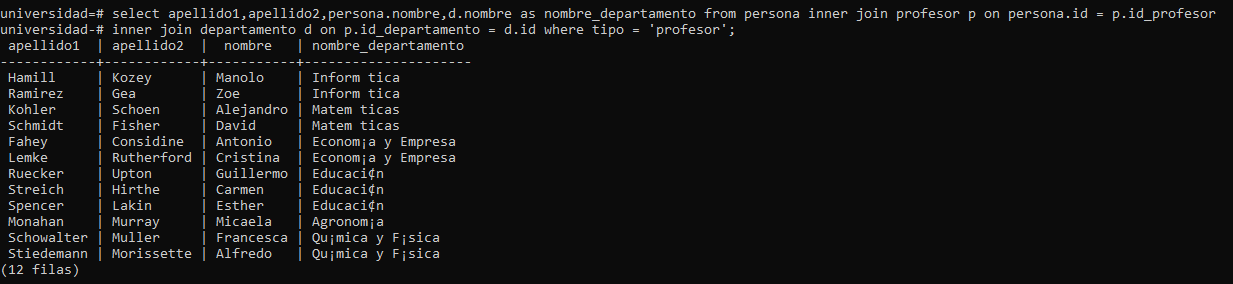 universidad=# select apellido1,apellido2,persona.nombre,d.nombre as nombre_departamento from persona inner join profesor p on persona.id = p.id_profesor
universidad-# inner join departamento d on p.id_departamento = d.id where tipo = 'profesor';
 apellido1  | apellido2  |  nombre   | nombre_departamento
------------+------------+-----------+---------------------
 Hamill     | Kozey      | Manolo    | Inform tica
 Ramirez    | Gea        | Zoe       | Inform tica
 Kohler     | Schoen     | Alejandro | Matem ticas
 Schmidt    | Fisher     | David     | Matem ticas
 Fahey      | Considine  | Antonio   | Econom¡a y Empresa
 Lemke      | Rutherford | Cristina  | Econom¡a y Empresa
 Ruecker    | Upton      | Guillermo | Educaci¢n
 Streich    | Hirthe     | Carmen    | Educaci¢n
 Spencer    | Lakin      | Esther    | Educaci¢n
 Monahan    | Murray     | Micaela   | Agronom¡a
 Schowalter | Muller     | Francesca | Qu¡mica y F¡sica
 Stiedemann | Morissette | Alfredo   | Qu¡mica y F¡sica
(12 filas)